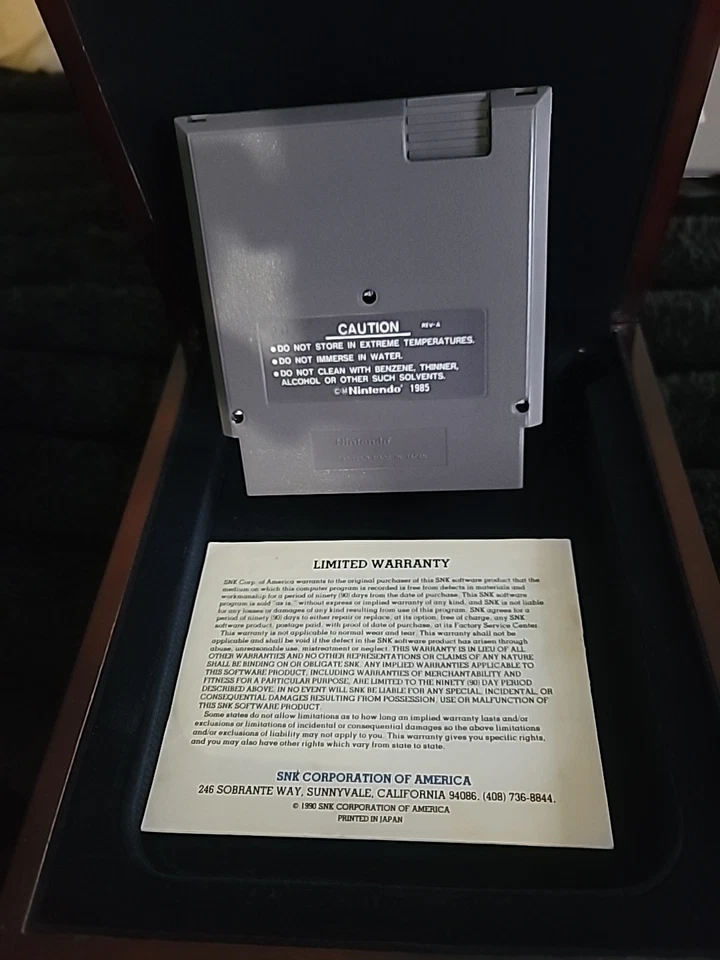 CAUTION REV-A
●DO NOT STORE IN EXTREME TEMPERATURES.
●DO NOT IMMERSE IN WATER.
●DO NOT CLEAN WITH BENZENE, THINNER,
ALCOHOL OR OTHER SUCH SOLVENTS.
©Nintendo 1985
Nintendo
LIMITED WARRANTY
SNK Corp. of America warrants to the original purchaser of this SNK software product that the
medium on which this computer program is recorded is free from defects in materials and
workmanship for a period of ninety (90) days from the date of purchase. This SNK software
program is sold "as is," without express or implied warranty of any kind, and SNK is not liable
for any losses or damages of any kind resulting from use of this program. SNK agrees for a
period of ninety (90) days to either repair or replace, at its option, free of charge, any SNK
software product, postage paid, with proof of date of purchase, at its Factory Service Center.
This warranty is not applicable to normal wear and tear. This warranty shall not be
applicable and shall be void if the defect in the SNK software product has arisen through
abuse, unreasonable use, mistreatment or neglect. THIS WARRANTY IS IN LIEU OF ALL
OTHER WARRANTIES AND NO OTHER REPRESENTATIONS OR CLAIMS OF ANY NATURE
SHALL BE BINDING ON OR OBLIGATE SNK. ANY IMPLIED WARRANTIES APPLICABLE TO
THIS SOFTWARE PRODUCT, INCLUDING WARRANTIES OF MERCHANTABILITY AND
FITNESS FOR A PARTICULAR PURPOSE, ARE LIMITED TO THE NINETY (90) DAY PERIOD
DESCRIBED ABOVE. IN NO EVENT WILL SNK BE LIABLE FOR ANY SPECIAL, INCIDENTAL, OR
CONSEQUENTIAL DAMAGES RESULTING FROM POSSESSION, USE OR MALFUNCTION OF
THIS SNK SOFTWARE PRODUCT.
Some states do not allow limitations as to how long an implied warranty lasts and/or
exclusions or limitations of incidental or consequential damages so the above limitations
and/or exclusions of liability may not apply to you. This warranty gives you specific rights,
and you may also have other rights which vary from state to state.
SNK CORPORATION OF AMERICA
246 SOBRANTE WAY, SUNNYVALE, CALIFORNIA 94086. (408) 736-8844.
© 1990 SNK CORPORATION OF AMERICA
PRINTED IN JAPAN